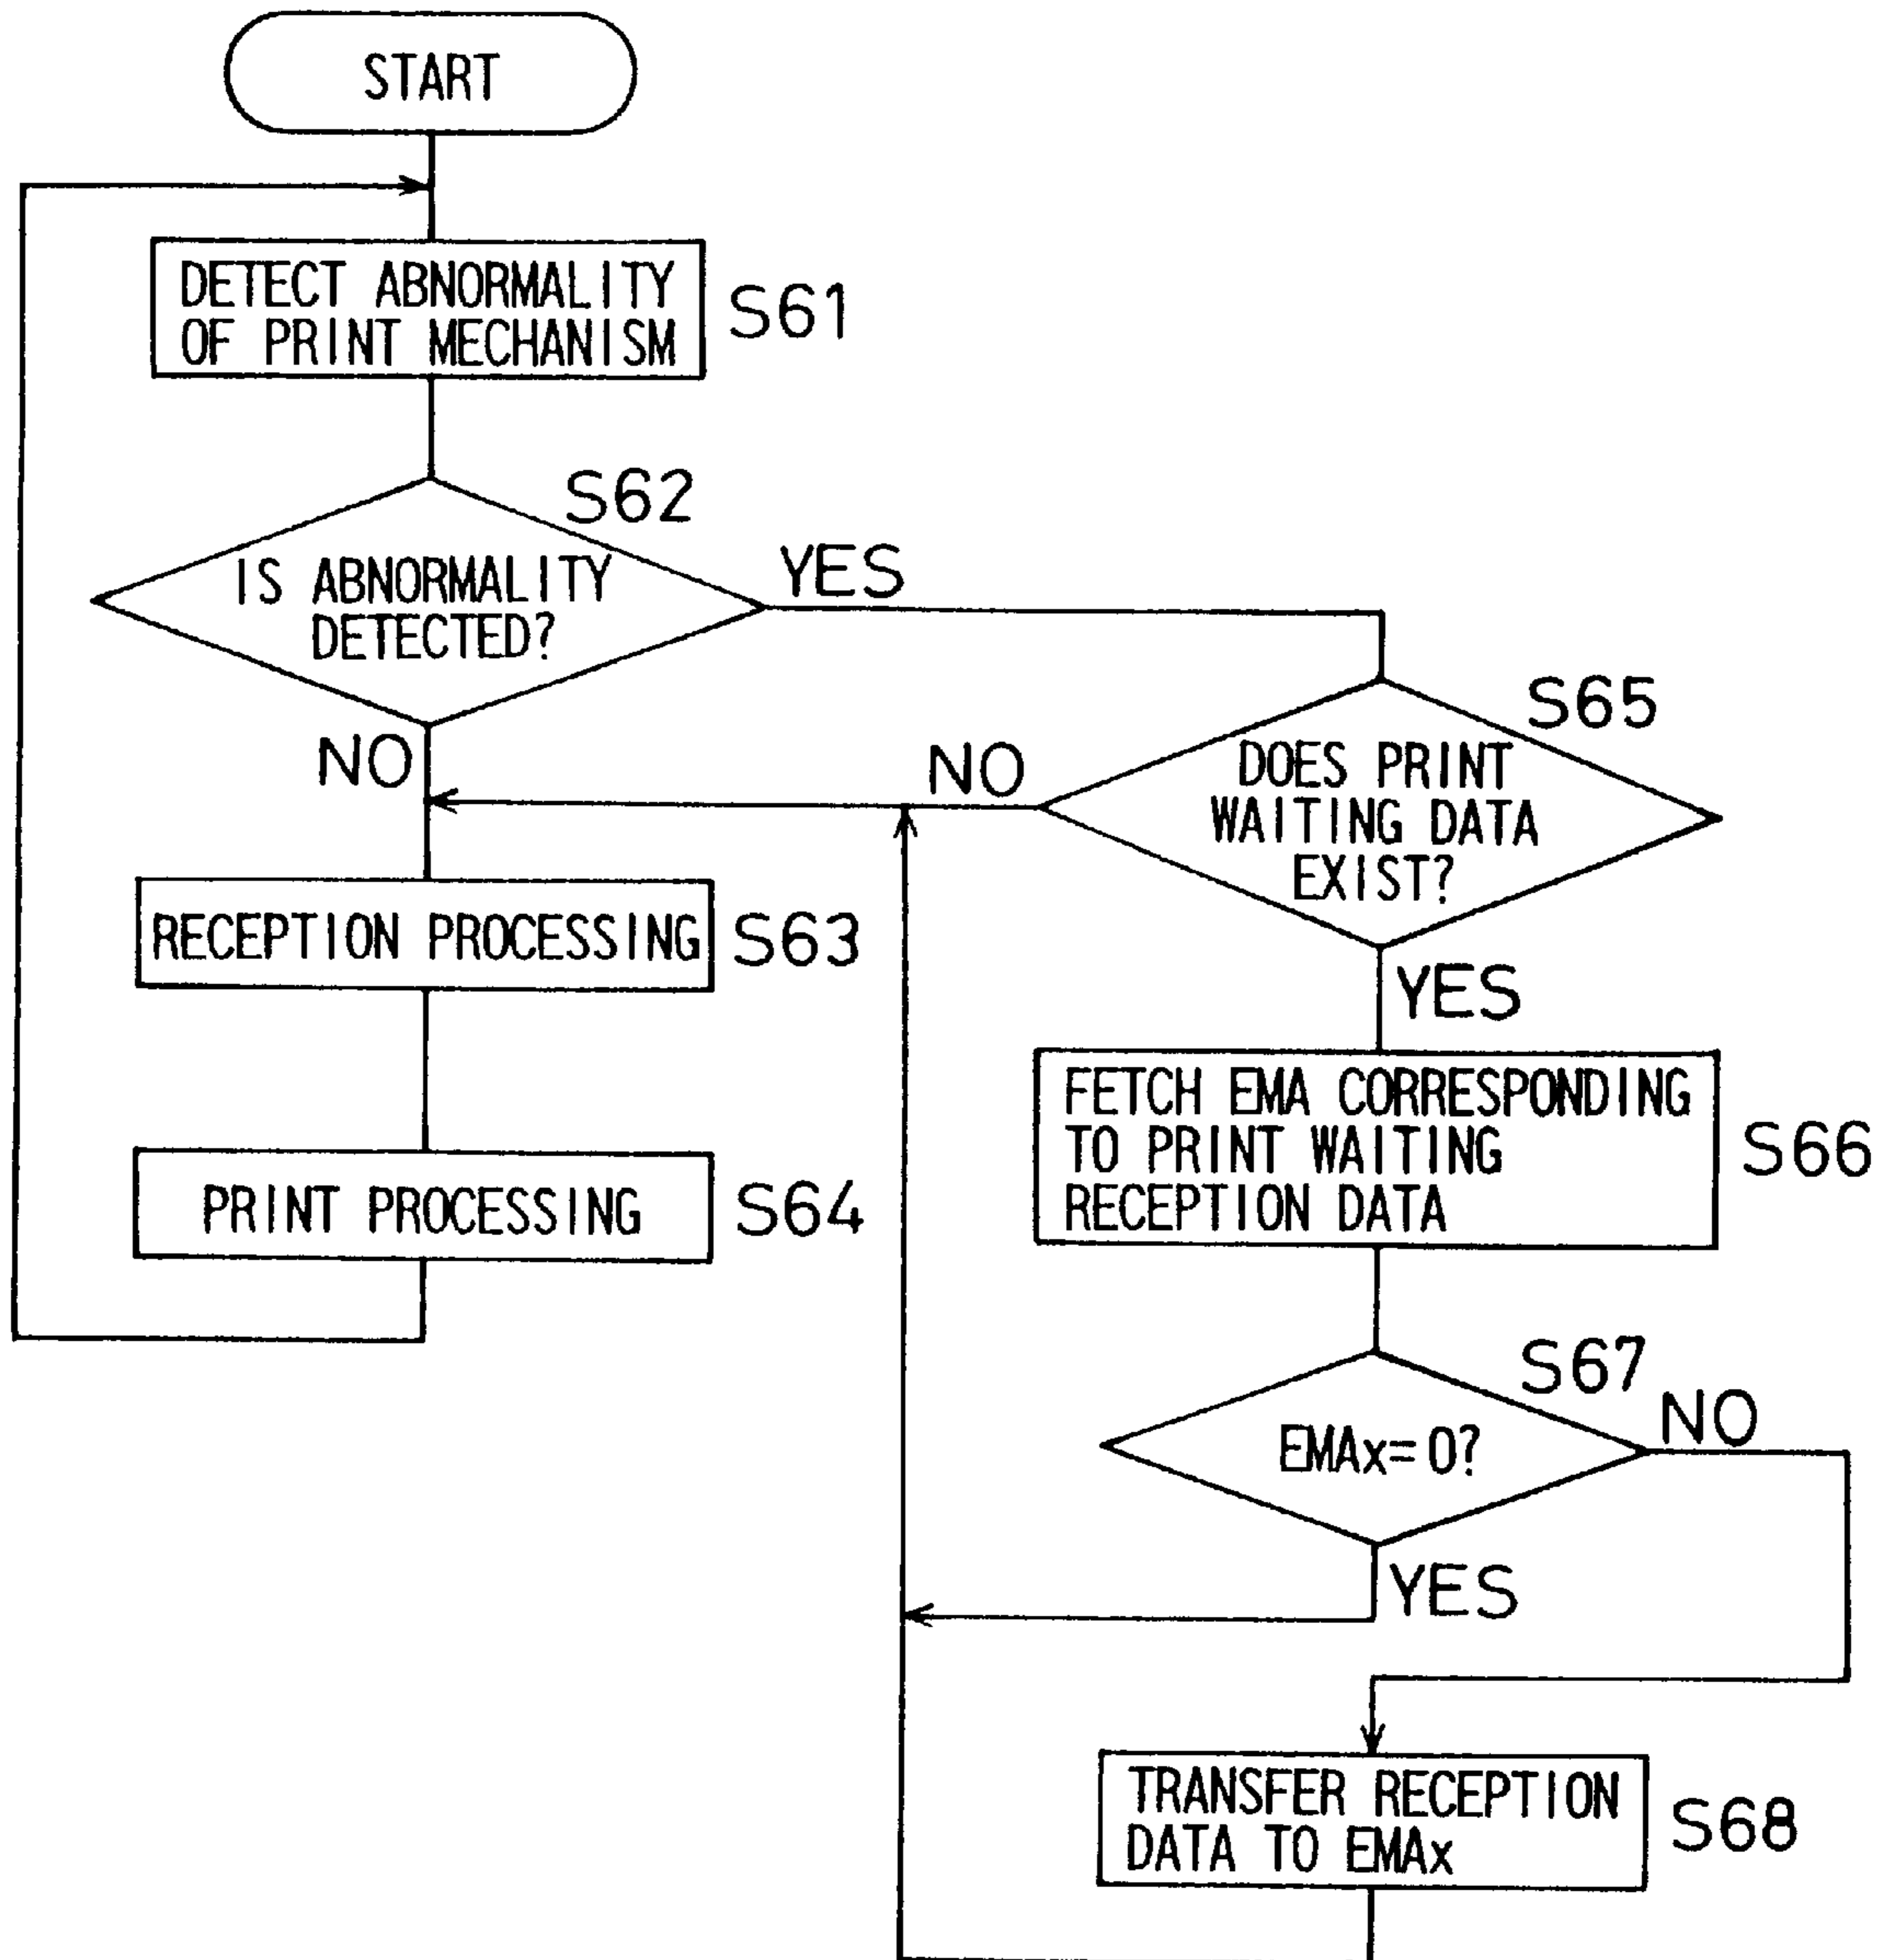 START
DETECT ABNORMALITY
OF PRINT MECHANISM
S61
S62
IS ABNORMALITY
DETECTED?
YES
NO
S65
DOES PRINT
WAITING DATA
EXIST?
NO
YES
RECEPTION PROCESSING
S63
PRINT PROCESSING
S64
FETCH EMA CORRESPONDING
TO PRINT WAITING
RECEPTION DATA
S66
S67
EMAx=0?
NO
YES
TRANSFER RECEPTION
DATA TO EMAx
S68